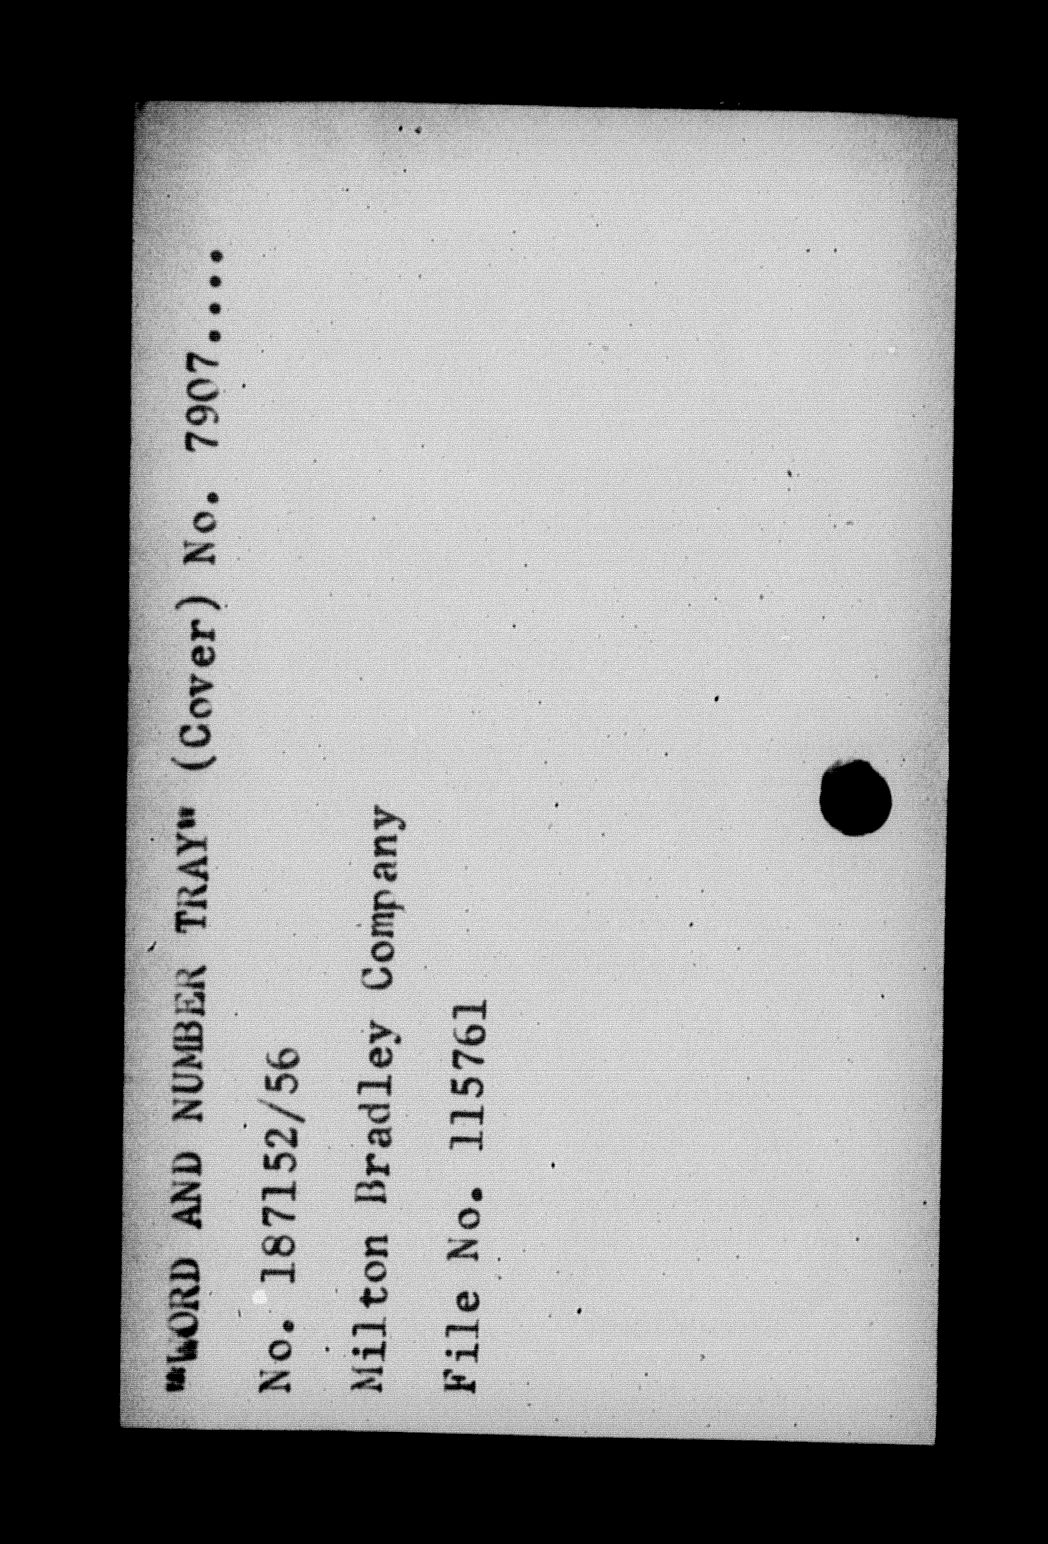 "WORD AND NUMBER TRAY" (Cover) No. 7907....
No. 187152/56
Milton Bradley Company
File No. 115761